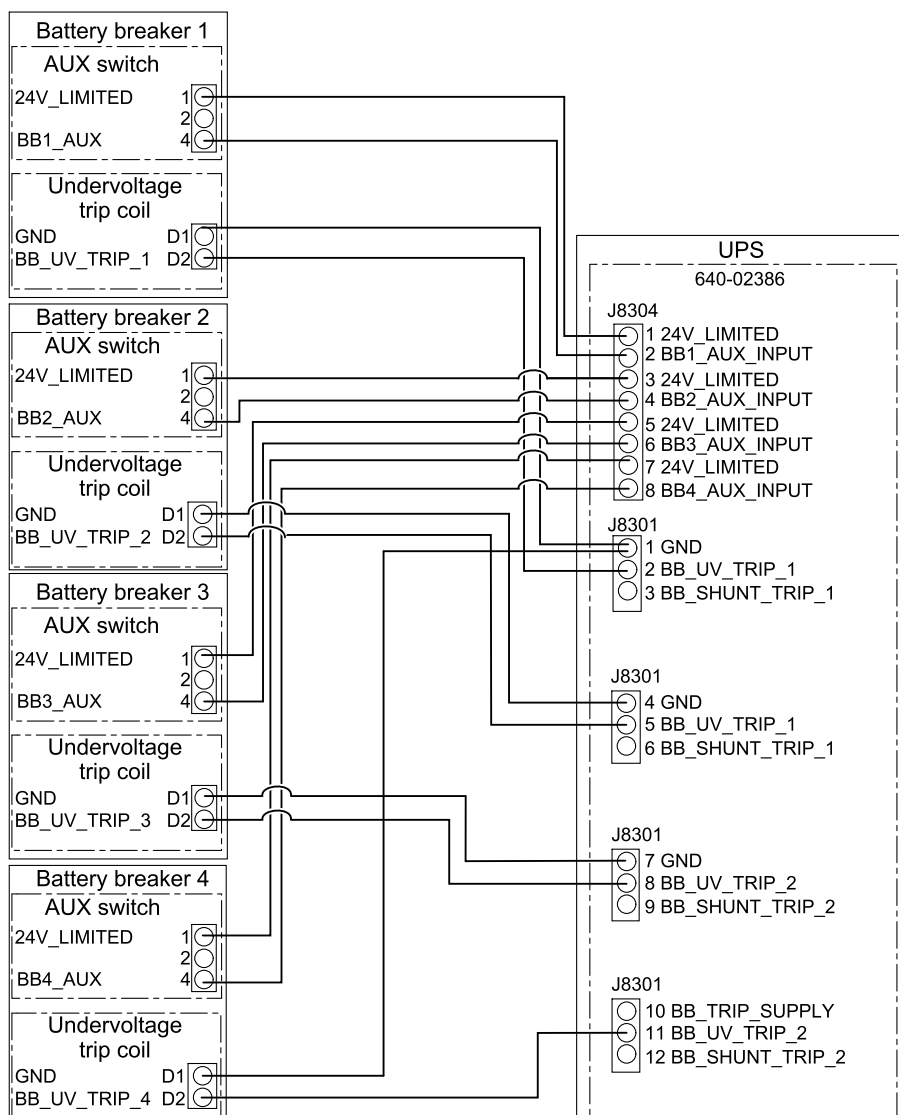 Battery breaker 1
AUX switch
24V_LIMITED 1
2
BB1_AUX 4
Undervoltage
trip coil
GND D1
BB_UV_TRIP_1 D2
Battery breaker 2
AUX switch
24V_LIMITED 1
2
BB2_AUX 4
Undervoltage
trip coil
GND D1
BB_UV_TRIP_2 D2
Battery breaker 3
AUX switch
24V_LIMITED 1
2
BB3_AUX 4
Undervoltage
trip coil
GND D1
BB_UV_TRIP_3 D2
Battery breaker 4
AUX switch
24V_LIMITED 1
2
BB4_AUX 4
Undervoltage
trip coil
GND D1
BB_UV_TRIP_4 D2
UPS
640-02386
J8304
1 24V_LIMITED
2 BB1_AUX_INPUT
3 24V_LIMITED
4 BB2_AUX_INPUT
5 24V_LIMITED
6 BB3_AUX_INPUT
7 24V_LIMITED
8 BB4_AUX_INPUT
J8301
1 GND
2 BB_UV_TRIP_1
3 BB_SHUNT_TRIP_1
J8301
4 GND
5 BB_UV_TRIP_1
6 BB_SHUNT_TRIP_1
J8301
7 GND
8 BB_UV_TRIP_2
9 BB_SHUNT_TRIP_2
J8301
10 BB_TRIP_SUPPLY
11 BB_UV_TRIP_2
12 BB_SHUNT_TRIP_2